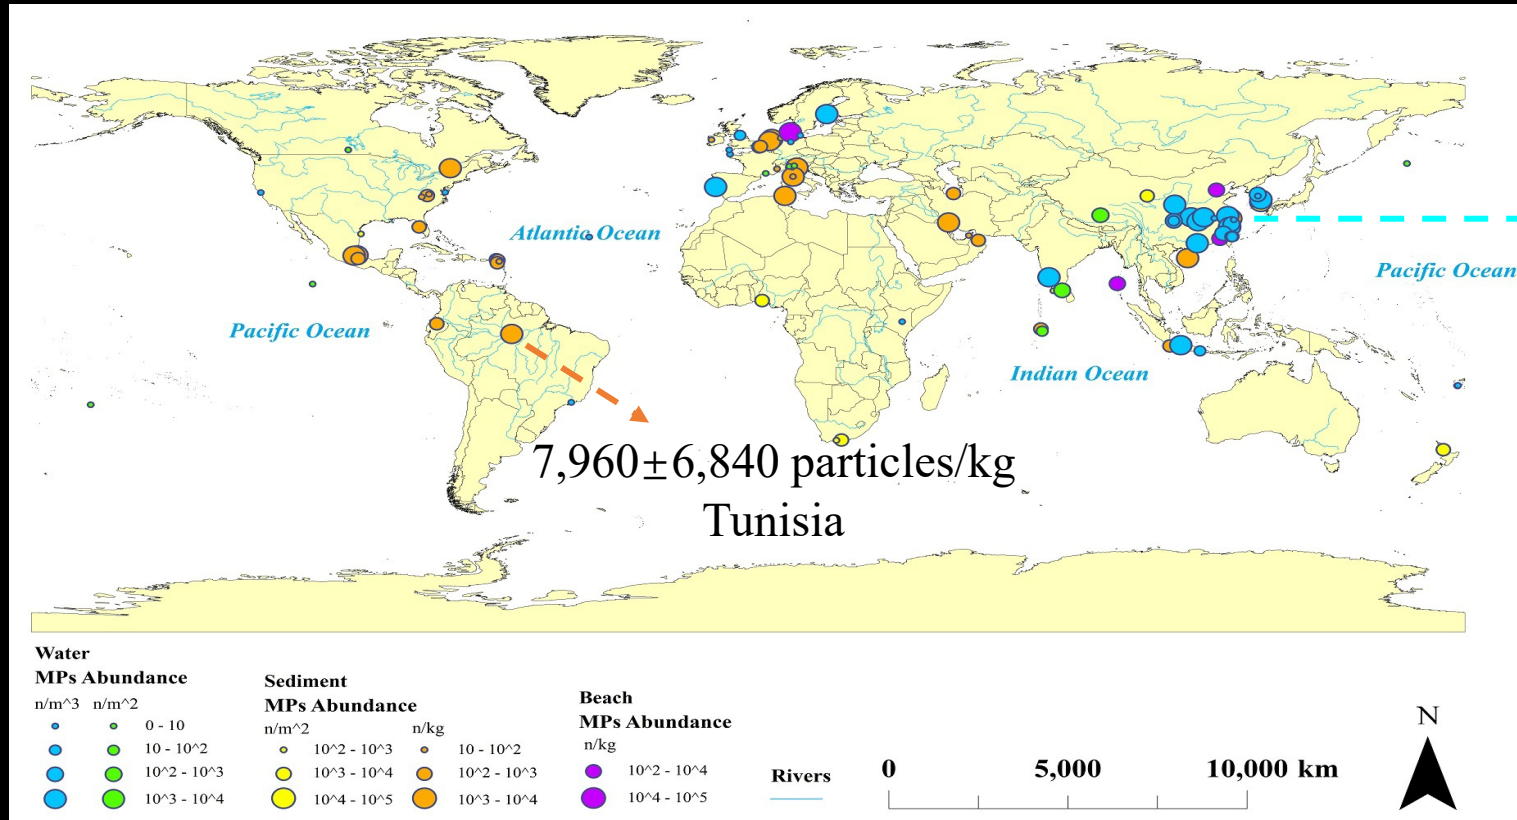 Atlantic Ocean
Pacific Ocean
Pacific Ocean
Indian Ocean
7,960±6,840 particles/kg
Tunisia
Water
MPs Abundance
n/m^3 n/m^2
0 - 10
10 - 10^2
10^2 - 10^3
10^3 - 10^4
Sediment
MPs Abundance
n/m^2 n/kg
10^2 - 10^3 10 - 10^2
10^3 - 10^4 10^2 - 10^3
10^4 - 10^5 10^3 - 10^4
Beach
MPs Abundance
n/kg
10^2 - 10^4
10^4 - 10^5
Rivers
0 5,000 10,000 km
N